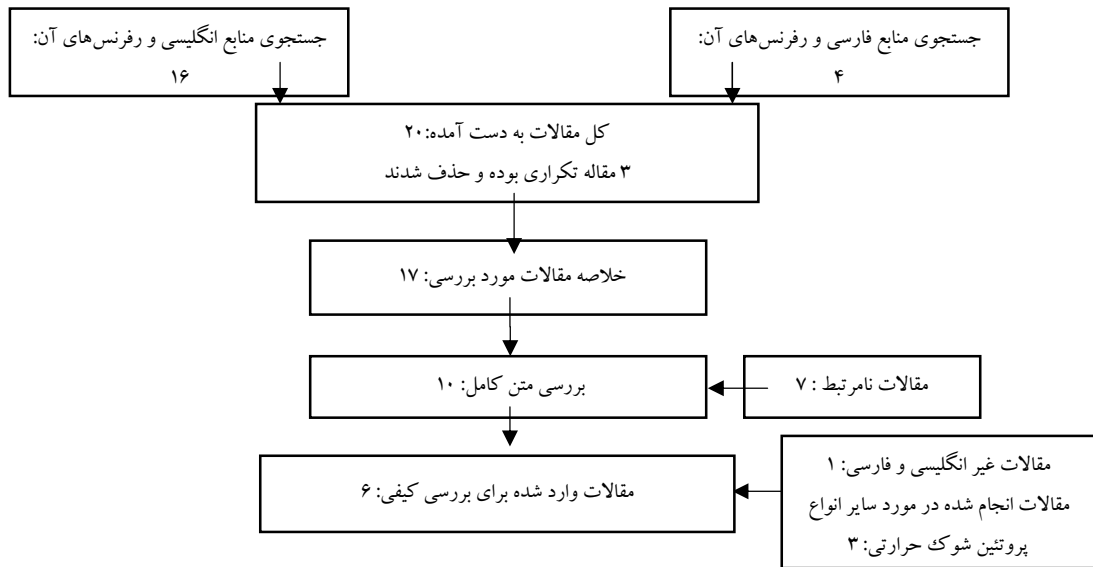 جستجوی منابع فارسی و رفرنس‌های آن:
۴
جستجوی منابع انگلیسی و رفرنس‌های آن:
۱۶
کل مقالات به دست آمده: ۲۰
۳ مقاله تکراری بوده و حذف شدند
خلاصه مقالات مورد بررسی: ۱۷
مقالات نامرتبط : ۷
بررسی متن کامل: ۱۰
مقالات غیر انگلیسی و فارسی: ۱
مقالات انجام شده در مورد سایر انواع
پروتئین شوک حرارتی: ۳
مقالات وارد شده برای بررسی کیفی: ۶